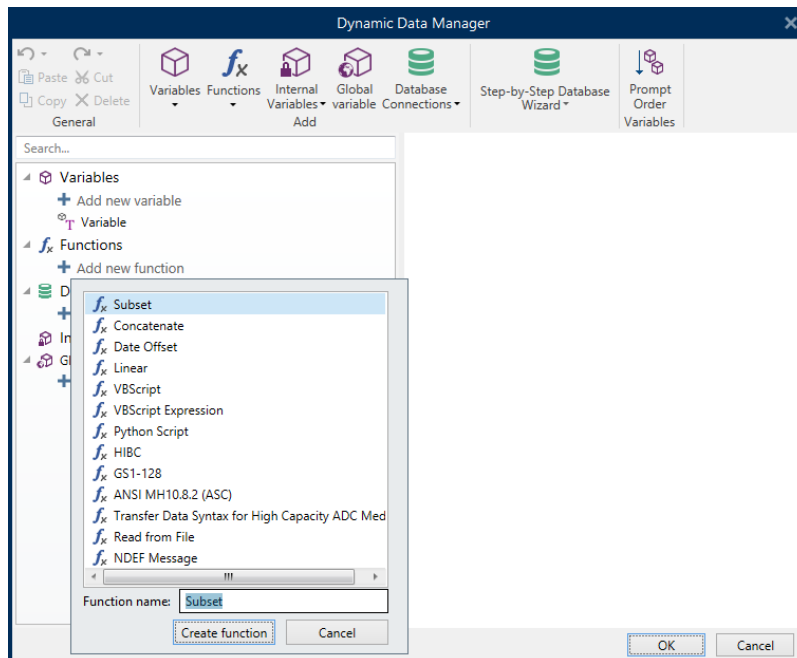 Dynamic Data Manager
Paste Cut
Copy Delete
General
Variables Functions Internal Variables Global variable Database Connections
Add
Step-by-Step Database Wizard
Prompt Order
Variables
Search...
Variables
Add new variable
Variable
Functions
Add new function
D
In
Gl
Subset
Concatenate
Date Offset
Linear
VBScript
VBScript Expression
Python Script
HIBC
GS1-128
ANSI MH10.8.2 (ASC)
Transfer Data Syntax for High Capacity ADC Med
Read from File
NDEF Message
Function name: Subset
Create function Cancel
OK Cancel